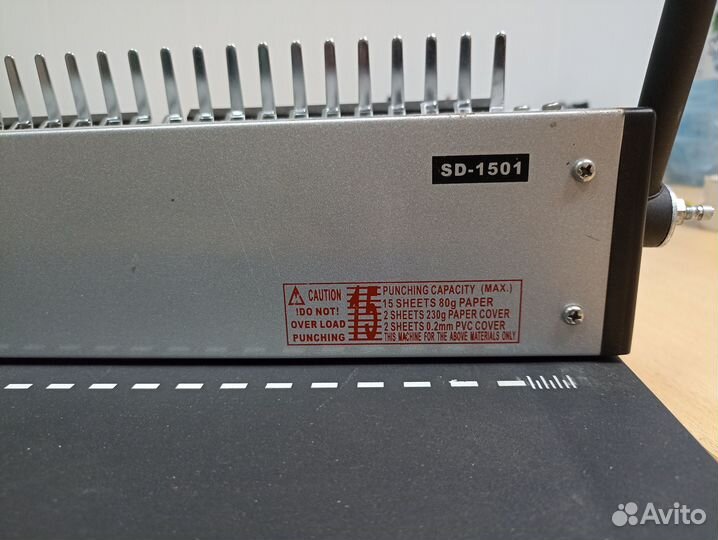 SD-1501
CAUTION
!DO NOT!
OVER LOAD
PUNCHING
15
PUNCHING CAPACITY (MAX.)
15 SHEETS 80g PAPER
2 SHEETS 230g PAPER COVER
2 SHEETS 0.2mm PVC COVER
THIS MACHINE FOR THE ABOVE MATERIALS ONLY
Avito